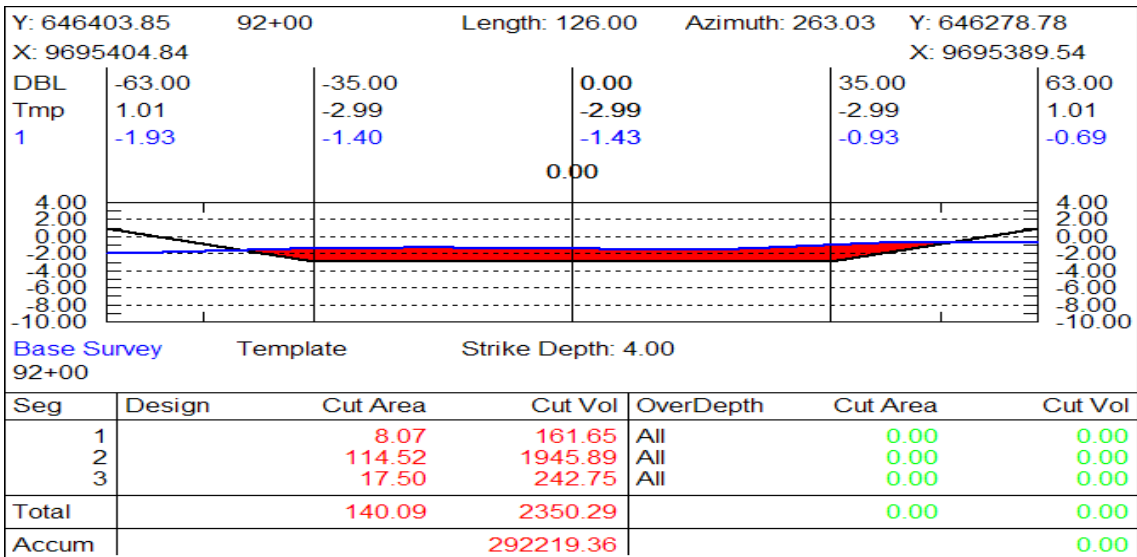 Y: 646403.85 92+00 Length: 126.00 Azimuth: 263.03 Y: 646278.78
X: 9695404.84 X: 9695389.54
DBL -63.00 -35.00 0.00 35.00 63.00
Tmp 1.01 -2.99 -2.99 -2.99 1.01
1 -1.93 -1.40 -1.43 -0.93 -0.69
0.00
4.00 4.00
2.00 2.00
0.00 0.00
-2.00 -2.00
-4.00 -4.00
-6.00 -6.00
-8.00 -8.00
-10.00 -10.00
Base Survey Template Strike Depth: 4.00
92+00
Seg Design Cut Area Cut Vol OverDepth Cut Area Cut Vol
1 8.07 161.65 All 0.00 0.00
2 114.52 1945.89 All 0.00 0.00
3 17.50 242.75 All 0.00 0.00
Total 140.09 2350.29 0.00 0.00
Accum 292219.36 0.00